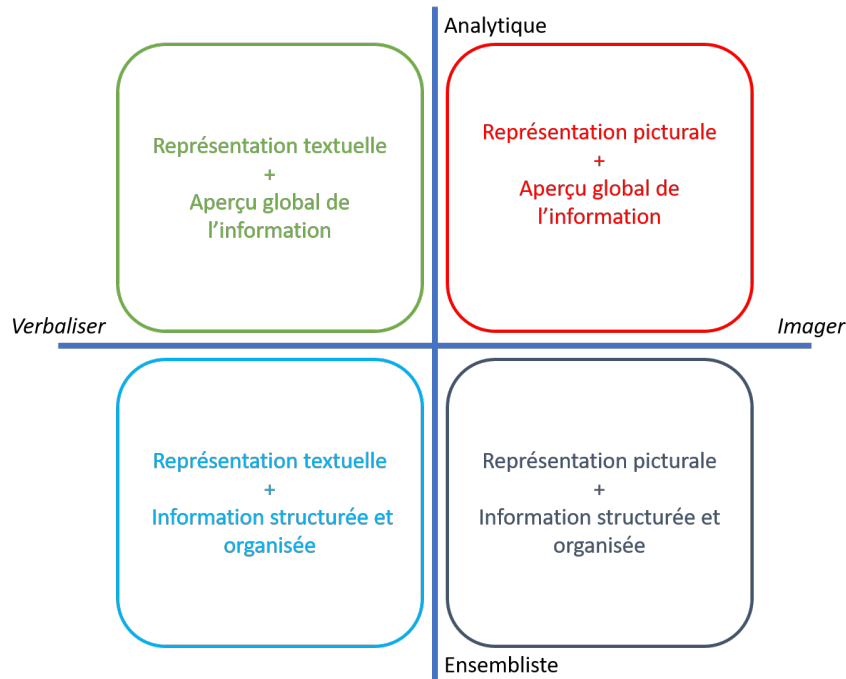 Analytique
Représentation textuelle
+
Aperçu global de
l’information
Représentation picturale
+
Aperçu global de
l’information
Verbaliser
Imager
Représentation textuelle
+
Information structurée et
organisée
Représentation picturale
+
Information structurée et
organisée
Ensembliste